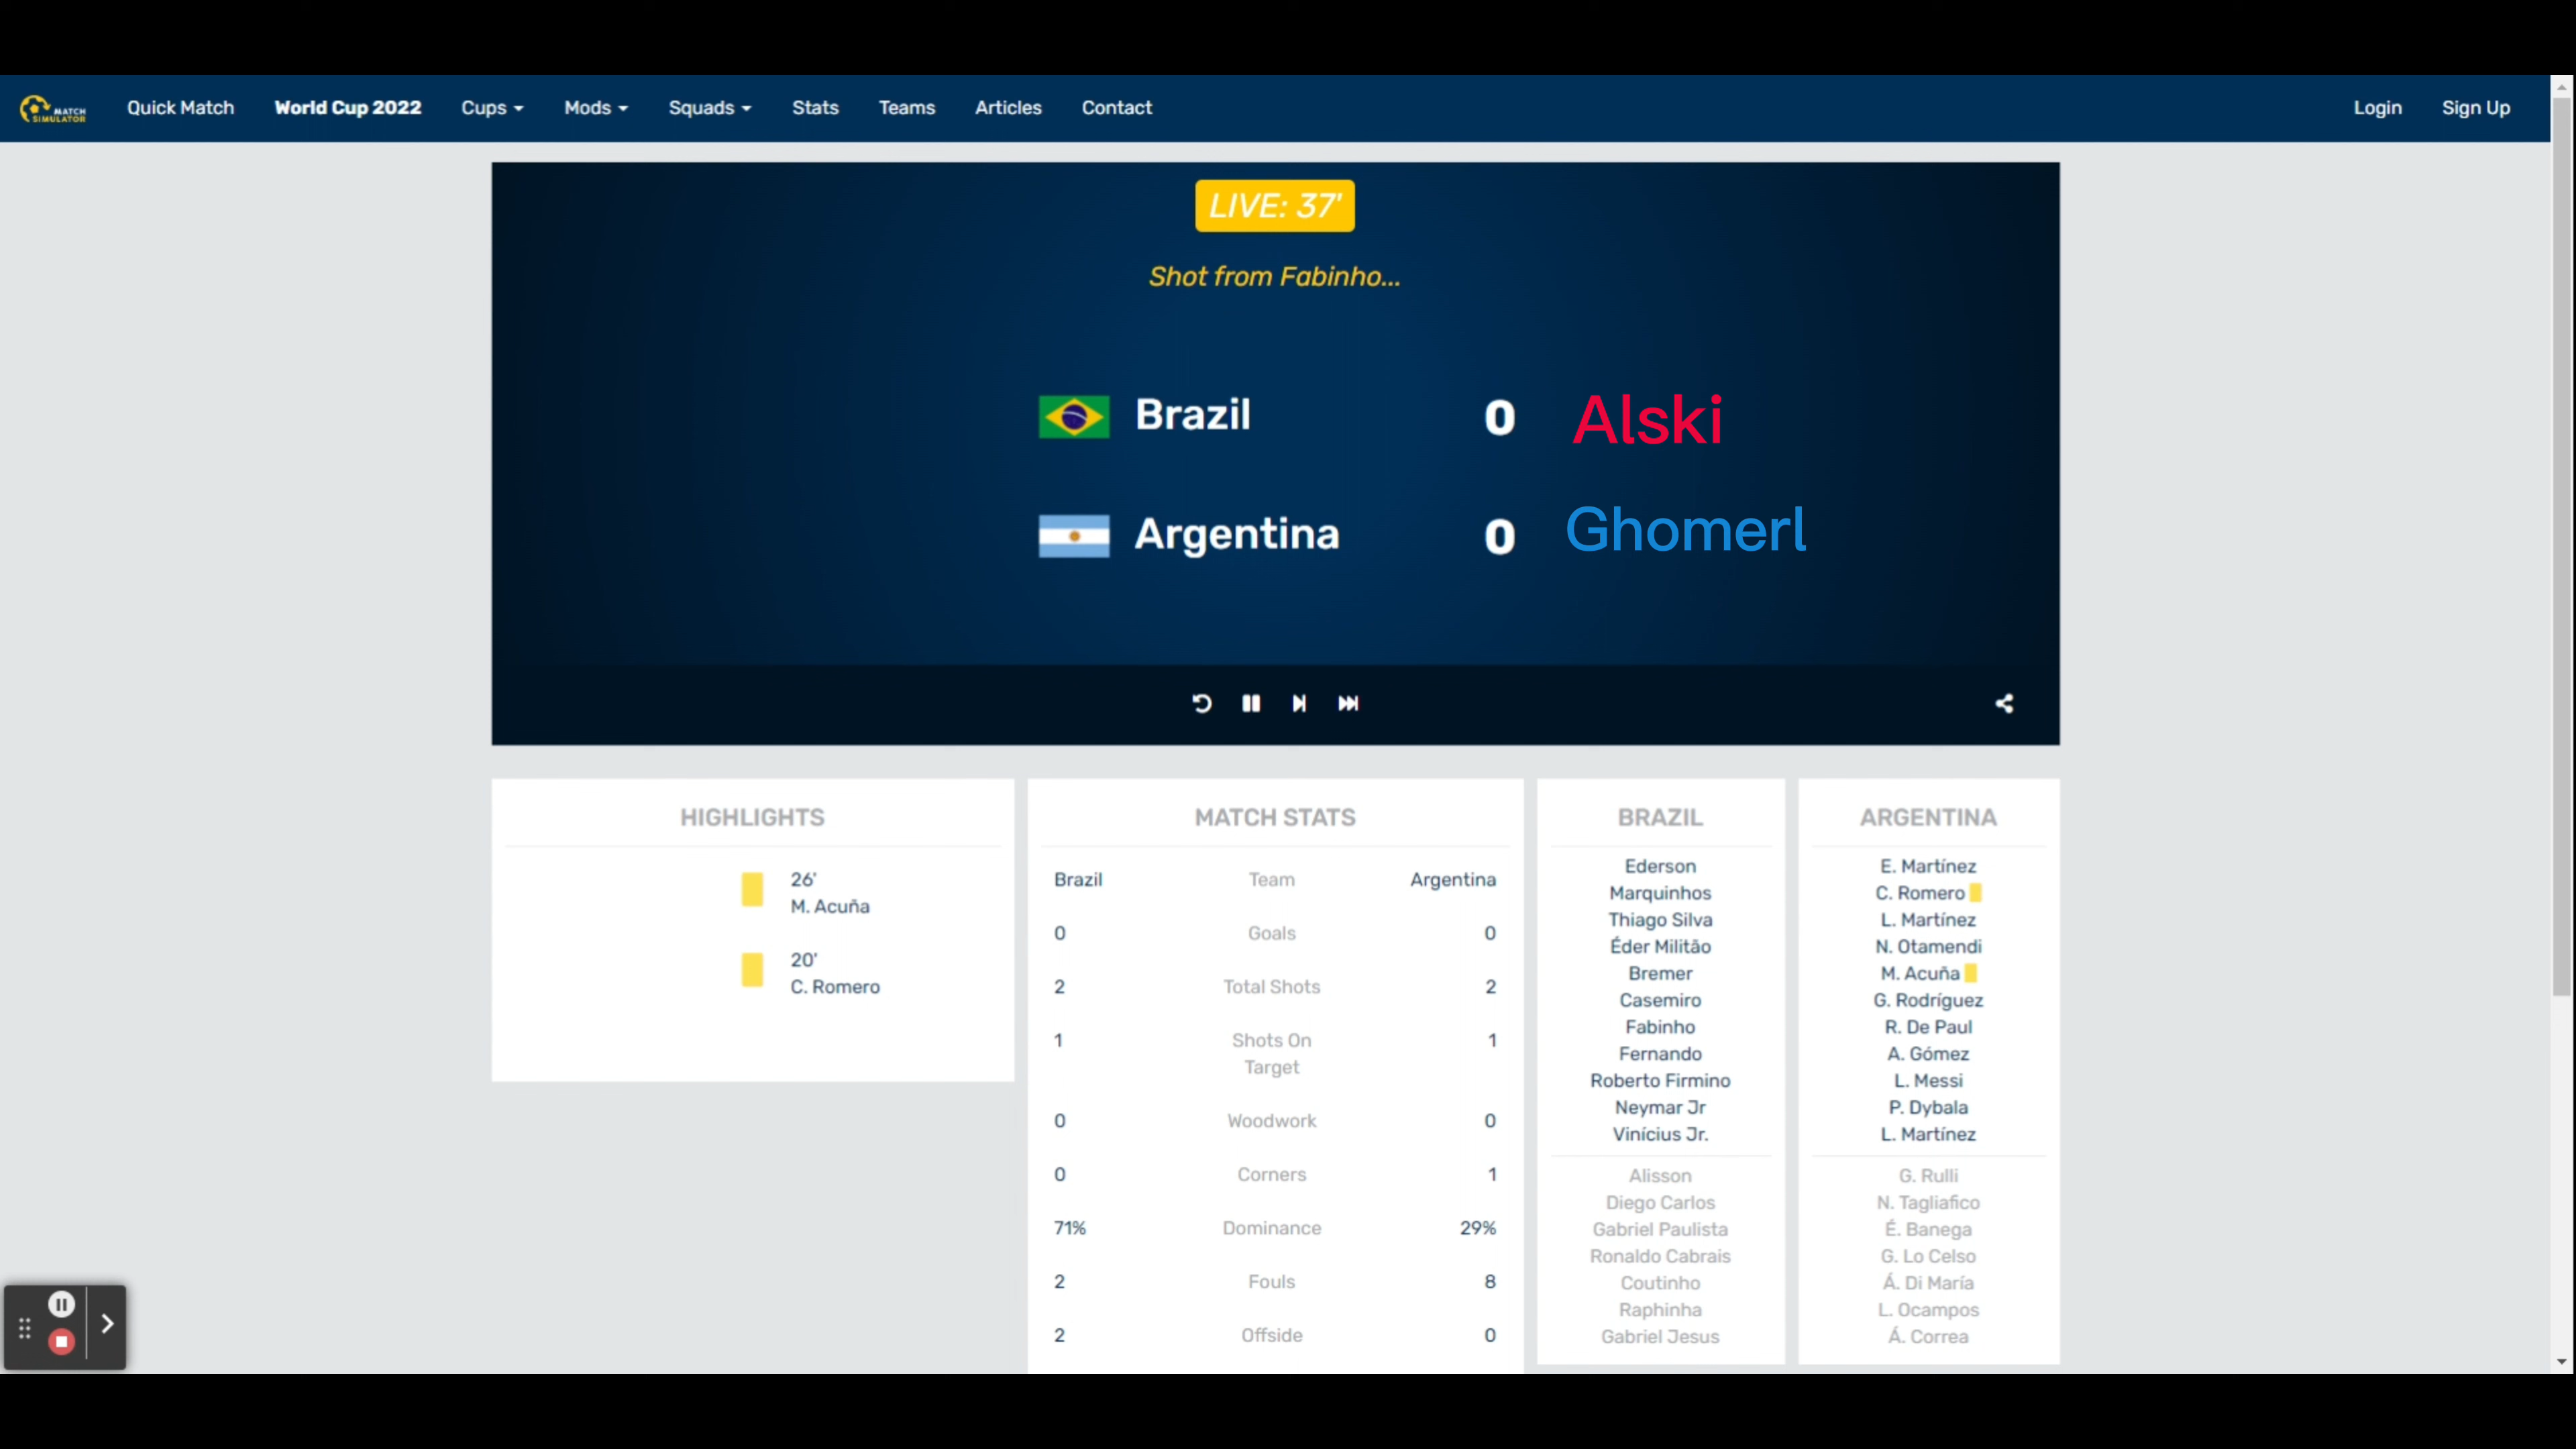 MATCH SIMULATOR Quick Match World Cup 2022 Cups Mods Squads Stats Teams Articles Contact Login Sign Up
LIVE: 37'
Shot from Fabinho...
Brazil 0 Alski
Argentina 0 Ghomerl
HIGHLIGHTS
26'
M. Acuña
20'
C. Romero
MATCH STATS
Brazil Team Argentina
0 Goals 0
2 Total Shots 2
1 Shots On 1
Target
0 Woodwork 0
0 Corners 1
71% Dominance 29%
2 Fouls 8
2 Offside 0
BRAZIL
Ederson
Marquinhos
Thiago Silva
Éder Militão
Bremer
Casemiro
Fabinho
Fernando
Roberto Firmino
Neymar Jr
Vinícius Jr.
Alisson
Diego Carlos
Gabriel Paulista
Ronaldo Cabrais
Coutinho
Raphinha
Gabriel Jesus
ARGENTINA
E. Martínez
C. Romero
L. Martínez
N. Otamendi
M. Acuña
G. Rodríguez
R. De Paul
A. Gómez
L. Messi
P. Dybala
L. Martínez
G. Rulli
N. Tagliafico
É. Banega
G. Lo Celso
Á. Di María
L. Ocampos
Á. Correa